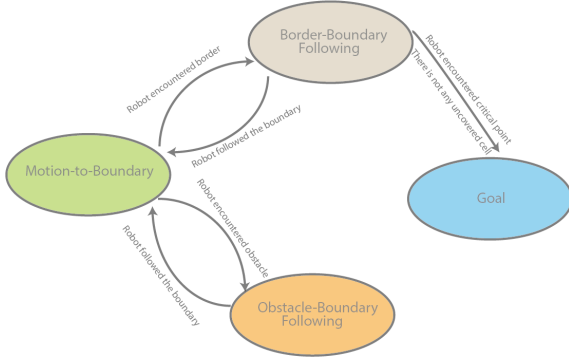 Border-Boundary
Following
Robot encountered border
Robot followed the boundary
Robot encountered critical point
There is not any uncovered cell
Motion-to-Boundary
Goal
Robot encountered obstacle
Robot followed the boundary
Obstacle-Boundary
Following